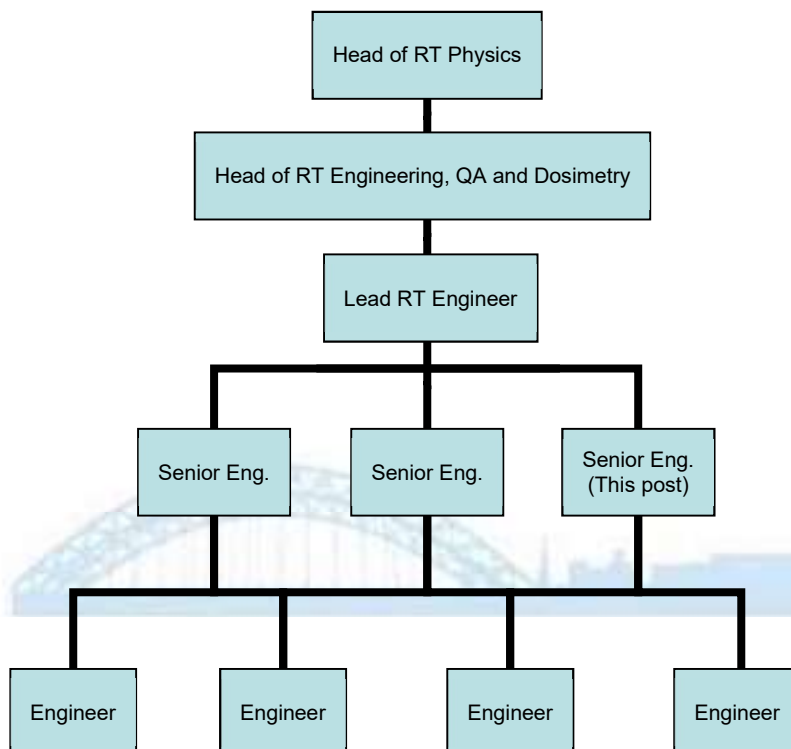 Head of RT Physics
Head of RT Engineering, QA and Dosimetry
Lead RT Engineer
Senior Eng.
Senior Eng.
Senior Eng.
(This post)
Engineer
Engineer
Engineer
Engineer